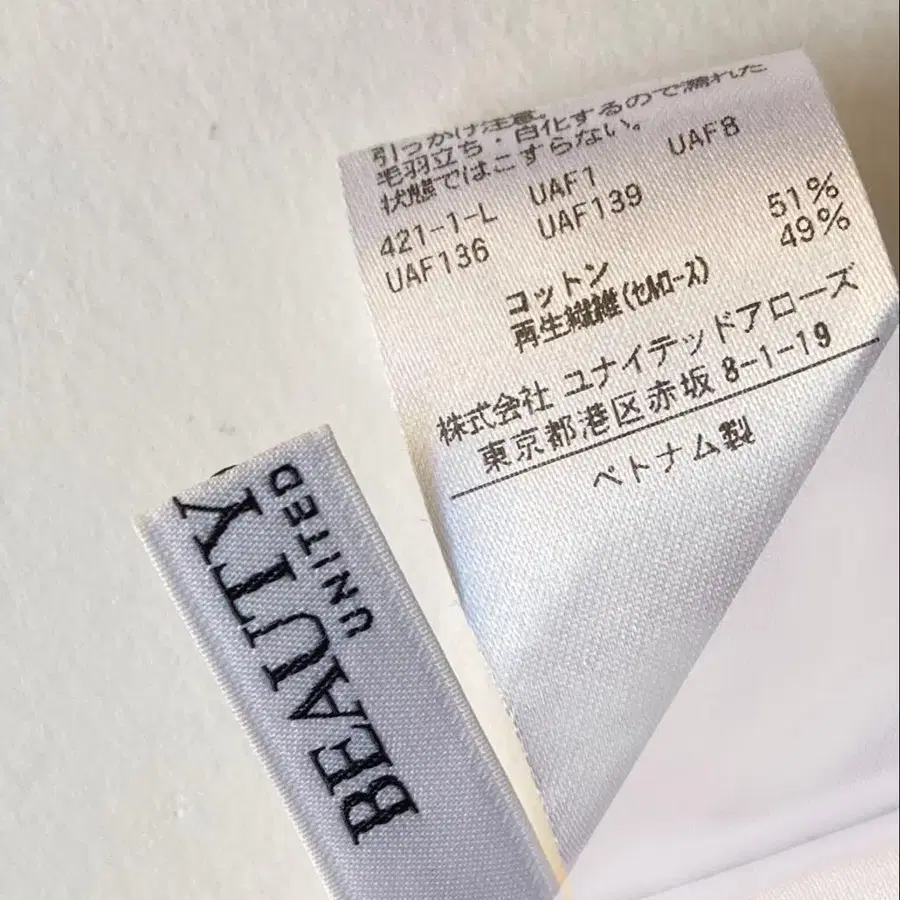 引っかけ注意。
毛羽立ち・白化するので濡れた
状態ではこすらない。
421-1-L UAF1 UAF8
UAF136 UAF139
コットン 51%
再生繊維(セルロース) 49%
株式会社 ユナイテッドアローズ
東京都港区赤坂 8-1-19
ベトナム製
BEAUTY
UNITED